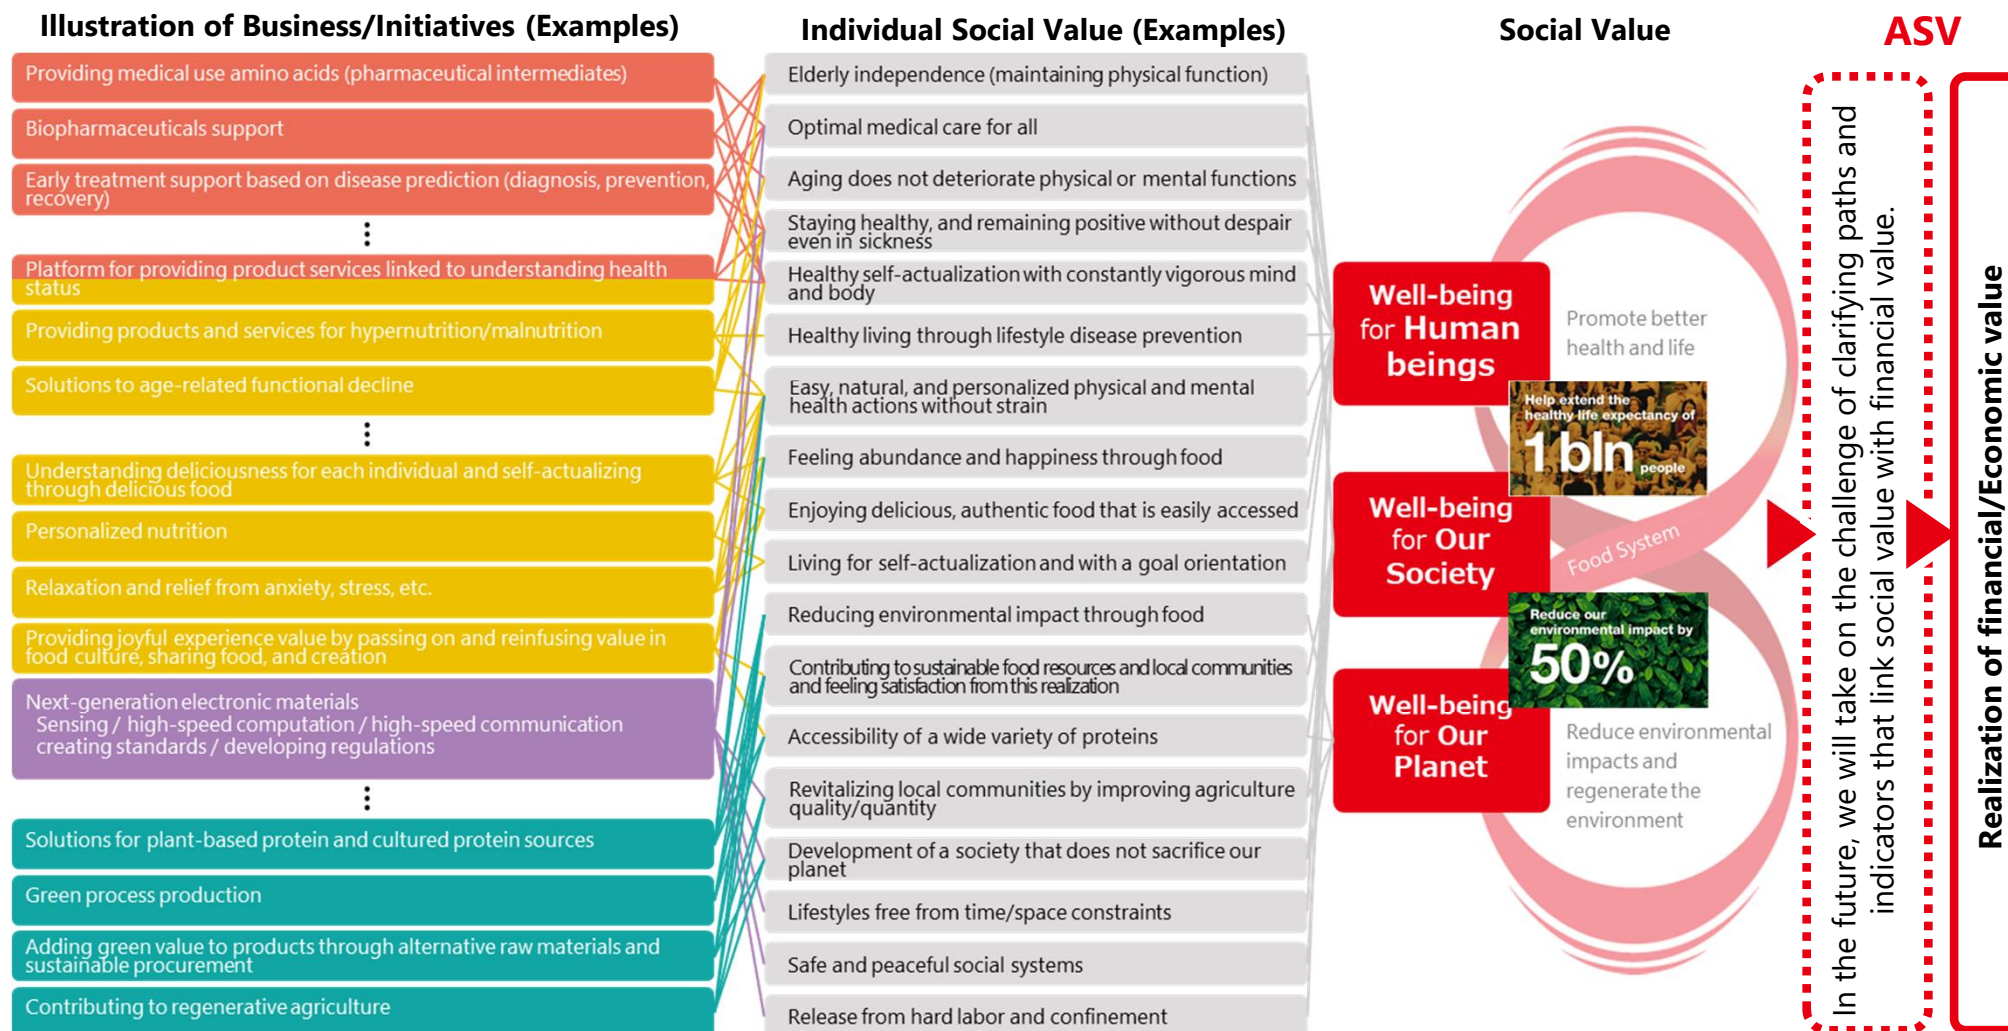 Illustration of Business/Initiatives (Examples)
Providing medical use amino acids (pharmaceutical intermediates)
Biopharmaceuticals support
Early treatment support based on disease prediction (diagnosis, prevention,
recovery)
Platform for providing product services linked to understanding health
status
Providing products and services for hypernutrition/malnutrition
Solutions to age-related functional decline
Understanding deliciousness for each individual and self-actualizing
through delicious food
Personalized nutrition
Relaxation and relief from anxiety, stress, etc.
Providing joyful experience value by passing on and reinfusing value in
food culture, sharing food, and creation
Next-generation electronic materials
Sensing / high-speed computation / high-speed communication
creating standards / developing regulations
Solutions for plant-based protein and cultured protein sources
Green process production
Adding green value to products through alternative raw materials and
sustainable procurement
Contributing to regenerative agriculture
Individual Social Value (Examples)
Elderly independence (maintaining physical function)
Optimal medical care for all
Aging does not deteriorate physical or mental functions
Staying healthy, and remaining positive without despair
even in sickness
Healthy self-actualization with constantly vigorous mind
and body
Healthy living through lifestyle disease prevention
Easy, natural, and personalized physical and mental
health actions without strain
Feeling abundance and happiness through food
Enjoying delicious, authentic food that is easily accessed
Living for self-actualization and with a goal orientation
Reducing environmental impact through food
Contributing to sustainable food resources and local communities
and feeling satisfaction from this realization
Accessibility of a wide variety of proteins
Revitalizing local communities by improving agriculture
quality/quantity
Development of a society that does not sacrifice our
planet
Lifestyles free from time/space constraints
Safe and peaceful social systems
Release from hard labor and confinement
Social Value
Well-being
for Human
beings
Promote better
health and life
Help extend the
healthy life expectancy of
1 bln people
Well-being
for Our
Society
Food System
Reduce our
environmental impact by
50%
Well-being
for Our
Planet
Reduce environmental
impacts and
regenerate the
environment
ASV
In the future, we will take on the challenge of clarifying paths and
indicators that link social value with financial value.
Realization of financial/Economic value